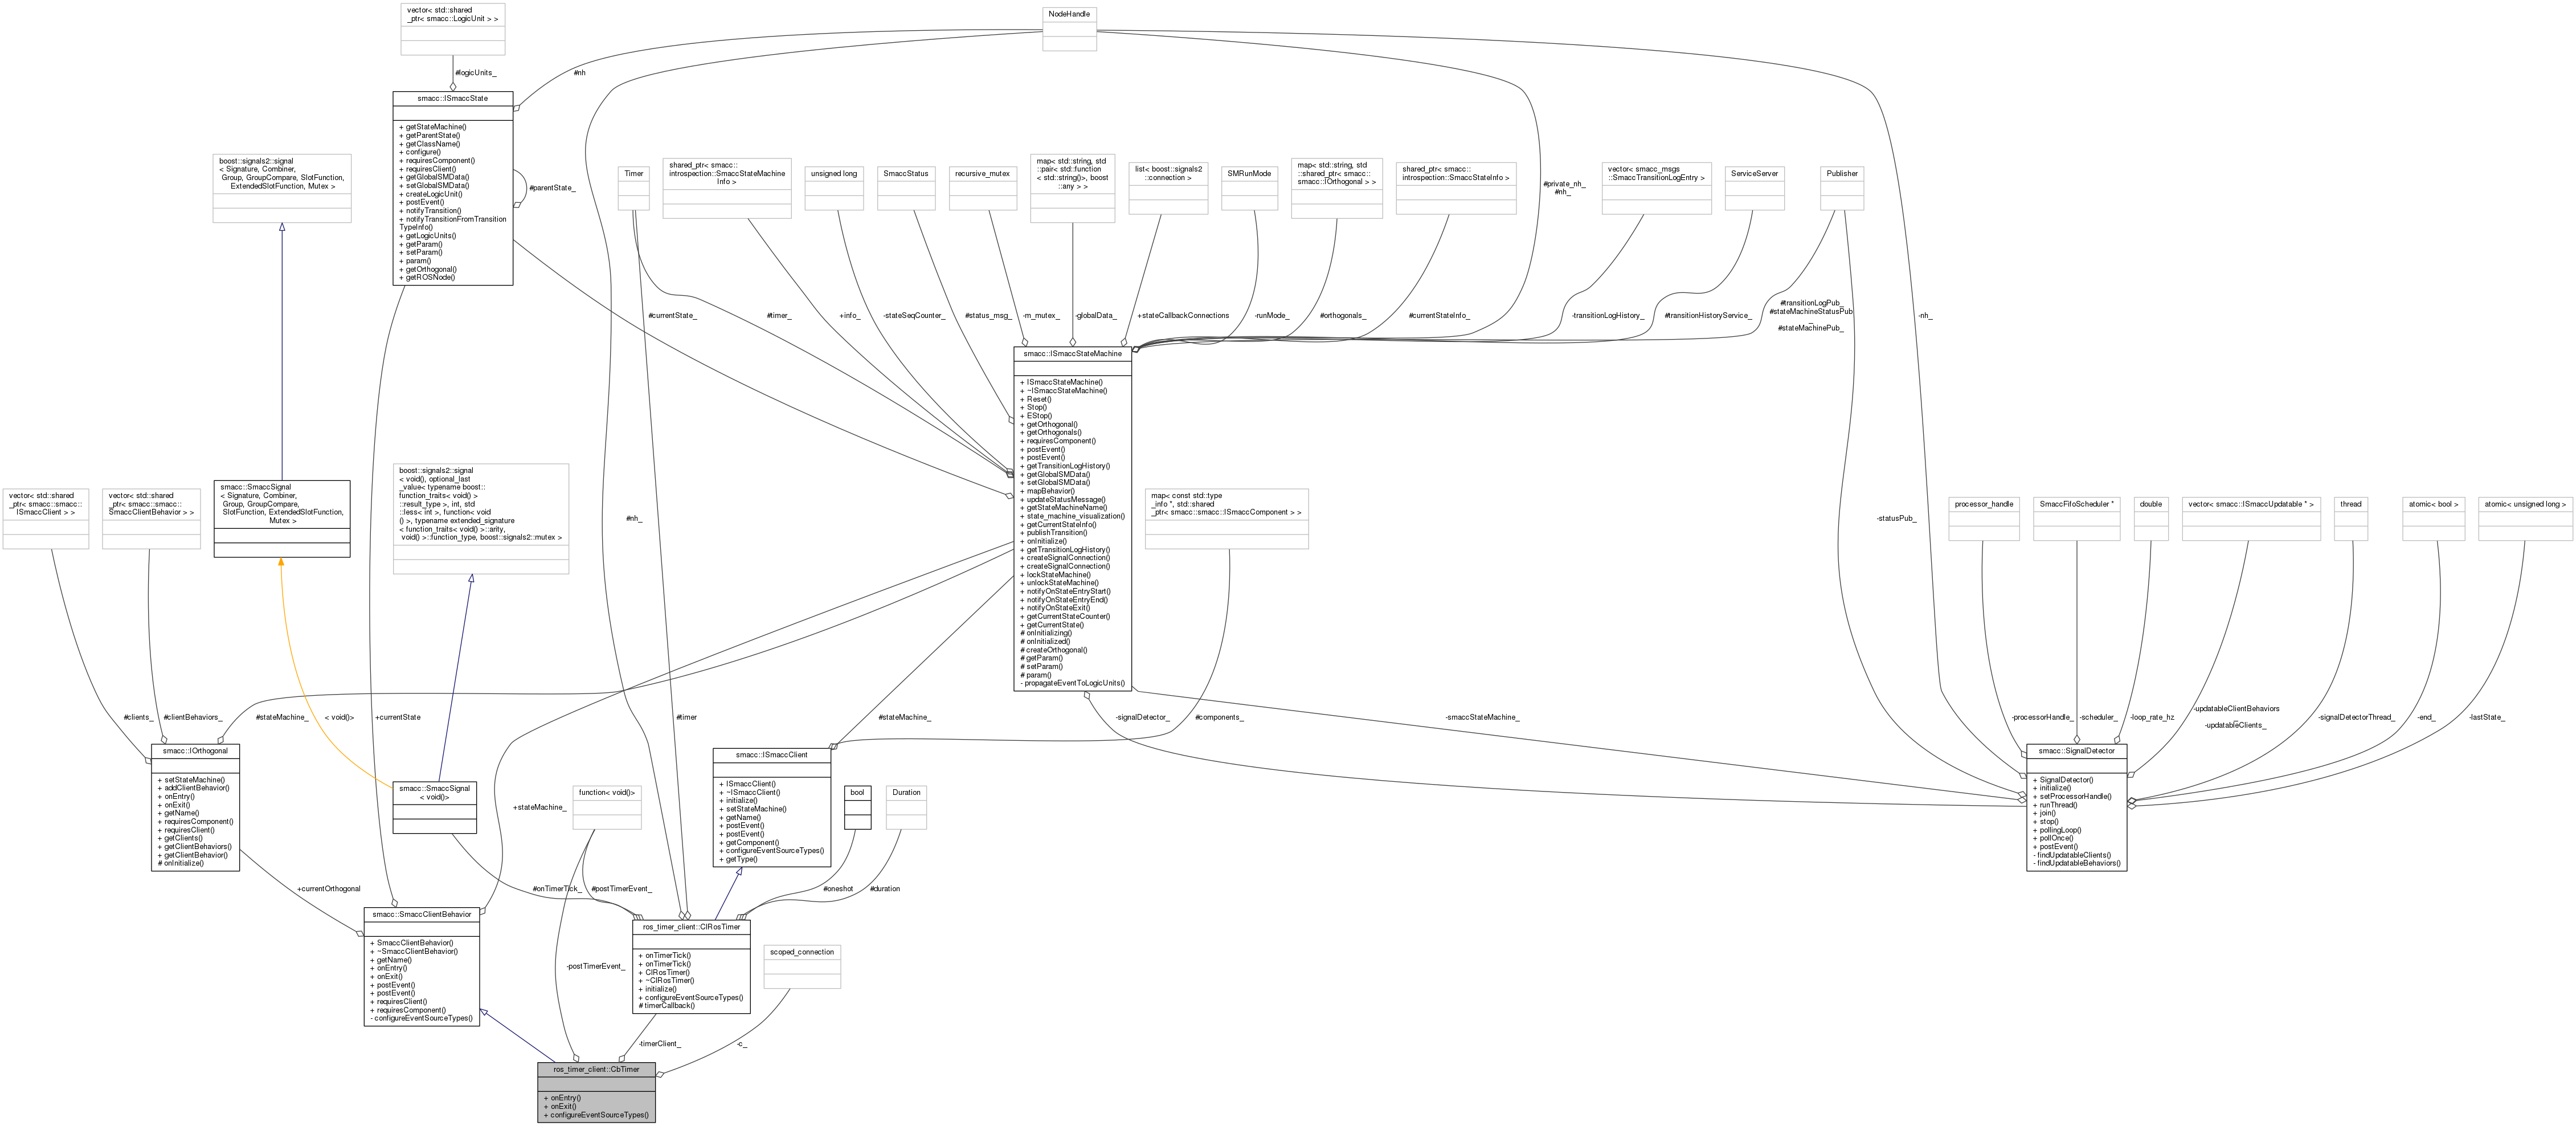 vector< std::shared
_ptr< smacc::LogicUnit > >
NodeHandle
#logicUnits_
#nh
smacc::ISmaccState
+ getStateMachine()
+ getParentState()
+ getClassName()
+ configure()
+ requiresComponent()
+ requiresClient()
+ getGlobalSMData()
+ setGlobalSMData()
+ createLogicUnit()
+ postEvent()
+ notifyTransition()
+ notifyTransitionFromTransition
TypeInfo()
+ getLogicUnits()
+ getParam()
+ setParam()
+ param()
+ getOrthogonal()
+ getROSNode()
#parentState_
boost::signals2::signal
< Signature, Combiner,
Group, GroupCompare, SlotFunction,
ExtendedSlotFunction, Mutex >
Timer
shared_ptr< smacc::
introspection::SmaccStateMachine
Info >
unsigned long
SmaccStatus
recursive_mutex
map< std::string, std
::pair< std::function
< std::string()>, boost
::any > >
list< boost::signals2
::connection >
SMRunMode
map< std::string, std
::shared_ptr< smacc::
smacc::IOrthogonal > >
shared_ptr< smacc::
introspection::SmaccStateInfo >
#private_nh_
#nh_
vector< smacc_msgs
::SmaccTransitionLogEntry >
ServiceServer
Publisher
#currentState_
#timer_
+info_
-stateSeqCounter_
#status_msg_
-m_mutex_
-globalData_
+stateCallbackConnections
-runMode_
#orthogonals_
#currentStateInfo_
-transitionLogHistory_
#transitionHistoryService_
#transitionLogPub_
#stateMachineStatusPub
_
#stateMachinePub_
-nh_
smacc::ISmaccStateMachine
+ ISmaccStateMachine()
+ ~ISmaccStateMachine()
+ Reset()
+ Stop()
+ EStop()
+ getOrthogonal()
+ getOrthogonals()
+ requiresComponent()
+ postEvent()
+ postEvent()
+ getTransitionLogHistory()
+ getGlobalSMData()
+ setGlobalSMData()
+ mapBehavior()
+ updateStatusMessage()
+ getStateMachineName()
+ state_machine_visualization()
+ getCurrentStateInfo()
+ publishTransition()
+ onInitialize()
+ getTransitionLogHistory()
+ createSignalConnection()
+ createSignalConnection()
+ lockStateMachine()
+ unlockStateMachine()
+ notifyOnStateEntryStart()
+ notifyOnStateEntryEnd()
+ notifyOnStateExit()
+ getCurrentStateCounter()
+ getCurrentState()
# onInitializing()
# onInitialized()
# createOrthogonal()
# getParam()
# setParam()
# param()
- propagateEventToLogicUnits()
vector< std::shared
_ptr< smacc::smacc::
ISmaccClient > >
vector< std::shared
_ptr< smacc::smacc::
SmaccClientBehavior > >
smacc::SmaccSignal
< Signature, Combiner,
Group, GroupCompare,
SlotFunction, ExtendedSlotFunction,
Mutex >
boost::signals2::signal
< void(), optional_last
_value< typename boost::
function_traits< void() >
::result_type >, int, std
::less< int >, function< void
() >, typename extended_signature
< function_traits< void() >::arity,
void() >::function_type, boost::signals2::mutex >
#nh_
map< const std::type
_info *, std::shared
_ptr< smacc::smacc::ISmaccComponent > >
-statusPub_
processor_handle
SmaccFifoScheduler *
double
vector< smacc::ISmaccUpdatable * >
thread
atomic< bool >
atomic< unsigned long >
#clients_
#clientBehaviors_
#stateMachine_
< void()>
+currentState
#timer
#stateMachine_
-signalDetector_
#components_
-smaccStateMachine_
-processorHandle_
-scheduler_
-loop_rate_hz
-updatableClientBehaviors
_
-updatableClients_
-signalDetectorThread_
-end_
-lastState_
smacc::IOrthogonal
+ setStateMachine()
+ addClientBehavior()
+ onEntry()
+ onExit()
+ getName()
+ requiresComponent()
+ requiresClient()
+ getClients()
+ getClientBehaviors()
+ getClientBehavior()
# onInitialize()
smacc::SmaccSignal
< void()>
+stateMachine_
function< void()>
smacc::ISmaccClient
+ ISmaccClient()
+ ~ISmaccClient()
+ initialize()
+ setStateMachine()
+ getName()
+ postEvent()
+ postEvent()
+ getComponent()
+ configureEventSourceTypes()
+ getType()
bool
Duration
smacc::SignalDetector
+ SignalDetector()
+ initialize()
+ setProcessorHandle()
+ runThread()
+ join()
+ stop()
+ pollingLoop()
+ pollOnce()
+ postEvent()
- findUpdatableClients()
- findUpdatableBehaviors()
+currentOrthogonal
#onTimerTick_
#postTimerEvent_
#oneshot
#duration
smacc::SmaccClientBehavior
+ SmaccClientBehavior()
+ ~SmaccClientBehavior()
+ getName()
+ onEntry()
+ onExit()
+ postEvent()
+ postEvent()
+ requiresClient()
+ requiresComponent()
- configureEventSourceTypes()
-postTimerEvent_
ros_timer_client::ClRosTimer
+ onTimerTick()
+ onTimerTick()
+ ClRosTimer()
+ ~ClRosTimer()
+ initialize()
+ configureEventSourceTypes()
# timerCallback()
scoped_connection
-timerClient_
-c_
ros_timer_client::CbTimer
+ onEntry()
+ onExit()
+ configureEventSourceTypes()